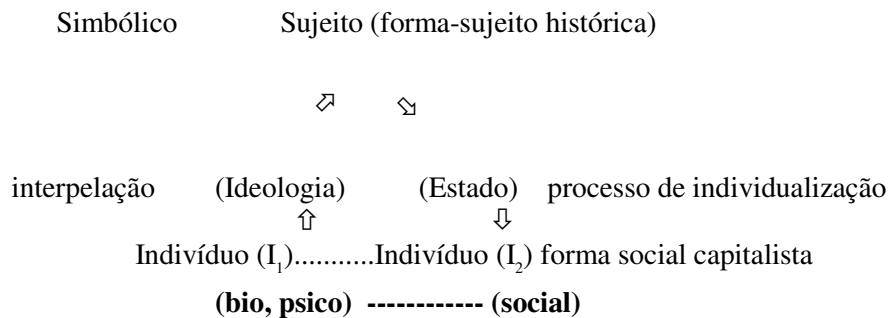 Simbólico Sujeito (forma-sujeito histórica)
interpelação (Ideologia) (Estado) processo de individualização
Indivíduo (I₁)...........Indivíduo (I₂) forma social capitalista
(bio, psico) ------------ (social)